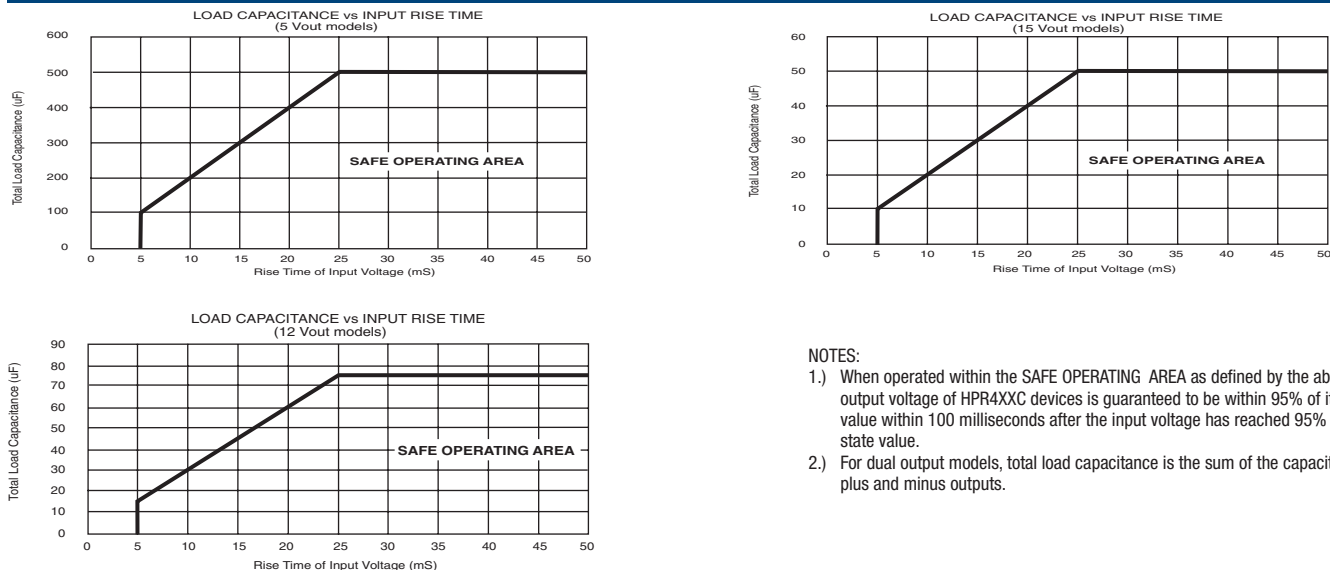 LOAD CAPACITANCE vs INPUT RISE TIME
(5 Vout models)
Total Load Capacitance (uF)
600
500
400
300
200
100
0
SAFE OPERATING AREA
0 5 10 15 20 25 30 35 40 45 50
Rise Time of Input Voltage (mS)
LOAD CAPACITANCE vs INPUT RISE TIME
(15 Vout models)
Total Load Capacitance (uF)
60
50
40
30
20
10
0
SAFE OPERATING AREA
0 5 10 15 20 25 30 35 40 45 50
Rise Time of Input Voltage (mS)
LOAD CAPACITANCE vs INPUT RISE TIME
(12 Vout models)
Total Load Capacitance (uF)
90
80
70
60
50
40
30
20
10
0
SAFE OPERATING AREA
0 5 10 15 20 25 30 35 40 45 50
Rise Time of Input Voltage (mS)
NOTES:
1.) When operated within the SAFE OPERATING AREA as defined by the
output voltage of HPR4XXC devices is guaranteed to be within 95% of
value within 100 milliseconds after the input voltage has reached 95%
state value.
2.) For dual output models, total load capacitance is the sum of the
plus and minus outputs.